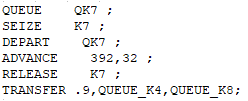 QUEUE QK7 ;
SEIZE K7 ;
DEPART QK7 ;
ADVANCE 392,32 ;
RELEASE K7 ;
TRANSFER .9,QUEUE_K4,QUEUE_K8;